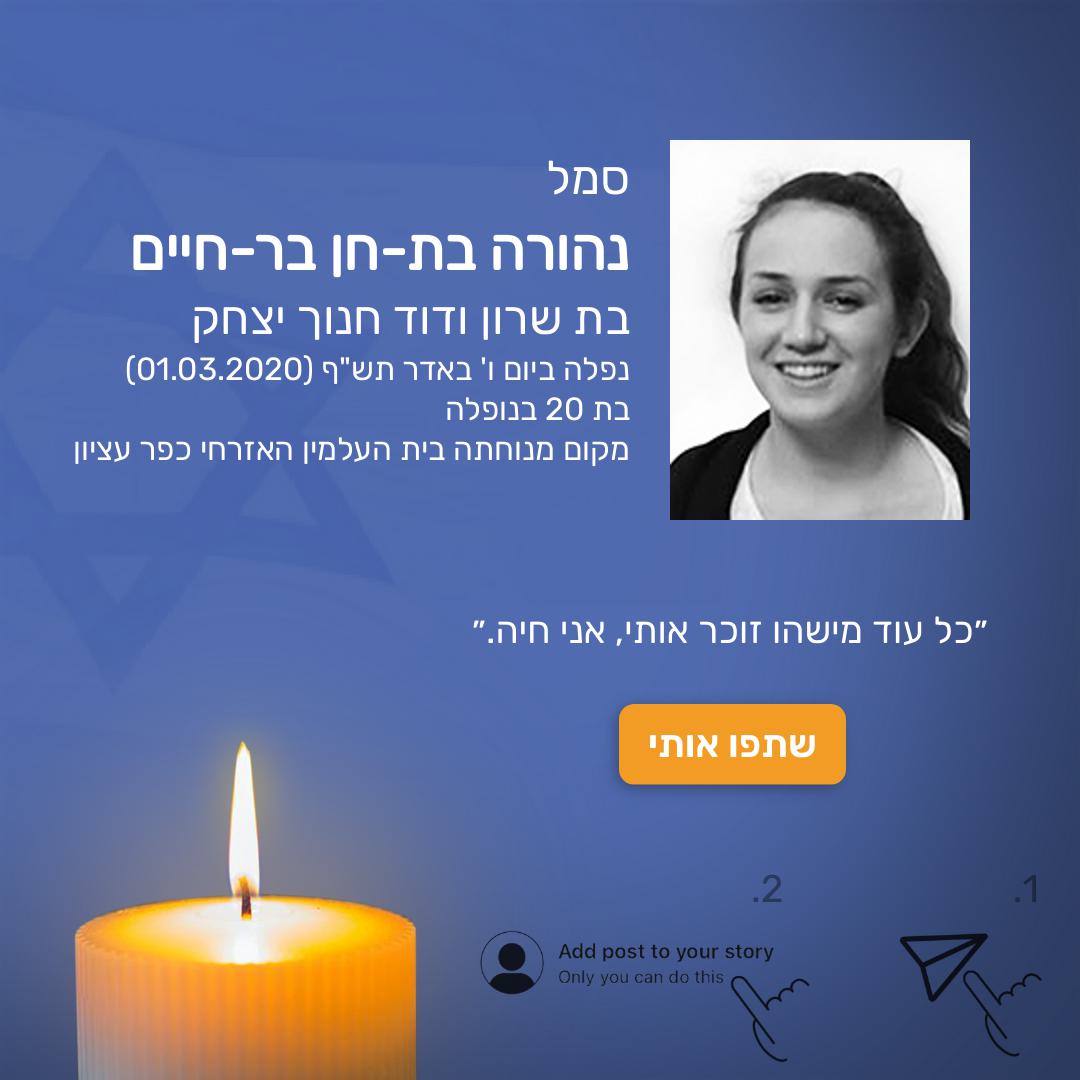 סמל
נהורה בת-חן בר-חיים
בת שרון ודוד חנוך יצחק
נפלה ביום ו' באדר תש"ף (01.03.2020)
בת 20 בנופלה
מקום מנוחתה בית העלמין האזרחי כפר עציון
״כל עוד מישהו זוכר אותי, אני חיה.״
שתפו אותי
.1
.2
Add post to your story
Only you can do this